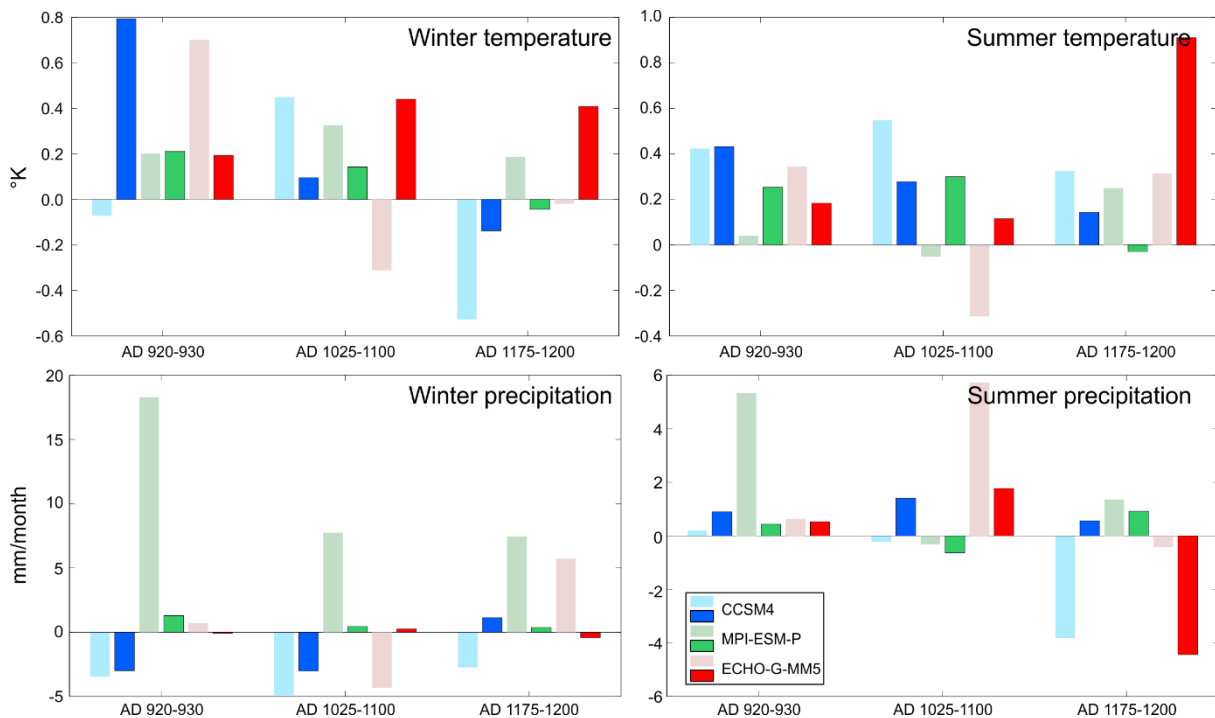 Winter temperature
°K
0.8
0.6
0.4
0.2
0.0
-0.2
-0.4
-0.6
AD 920-930 AD 1025-1100 AD 1175-1200
Summer temperature
1.0
0.8
0.6
0.4
0.2
0
-0.2
-0.4
AD 920-930 AD 1025-1100 AD 1175-1200
Winter precipitation
mm/month
20
15
10
5
0
-5
AD 920-930 AD 1025-1100 AD 1175-1200
Summer precipitation
6
4
2
0
-2
-4
-6
CCSM4
MPI-ESM-P
ECHO-G-MM5
AD 920-930 AD 1025-1100 AD 1175-1200